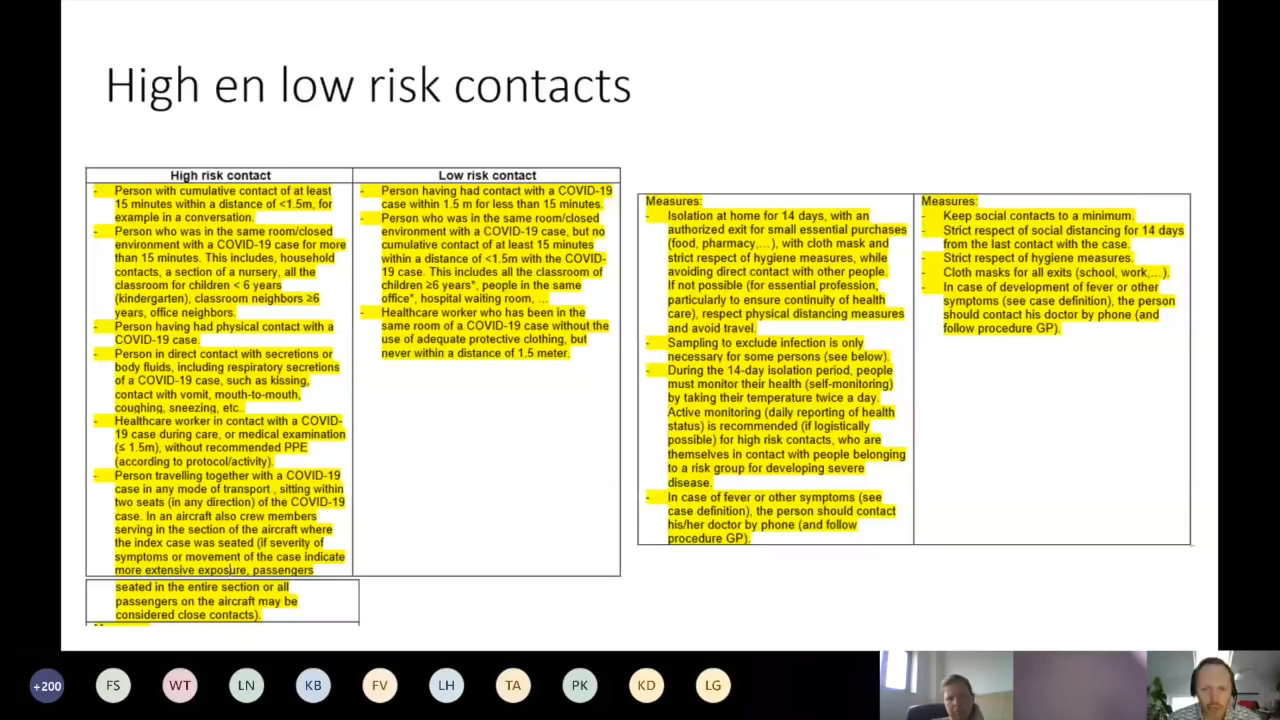 High en low risk contacts
High risk contact
- Person with cumulative contact of at least
15 minutes within a distance of <1.5m, for
example in a conversation.
- Person who was in the same room/closed
environment with a COVID-19 case for more
than 15 minutes. This includes, household
contacts, a section of a nursery, all the
classroom for children < 6 years
(kindergarten), classroom neighbors ≥6
years, office neighbors.
- Person having had physical contact with a
COVID-19 case.
- Person in direct contact with secretions or
body fluids, including respiratory secretions
of a COVID-19 case, such as kissing,
contact with vomit, mouth-to-mouth,
coughing, sneezing, etc..
- Healthcare worker in contact with a COVID-
19 case during care, or medical examination
(≤ 1.5m), without recommended PPE
(according to protocol/activity).
- Person travelling together with a COVID-19
case in any mode of transport , sitting within
two seats (in any direction) of the COVID-19
case. In an aircraft also crew members
serving in the section of the aircraft where
the index case was seated (if severity of
symptoms or movement of the case indicate
more extensive exposure, passengers
seated in the entire section or all
passengers on the aircraft may be
considered close contacts).
Low risk contact
- Person having had contact with a COVID-19
case within 1.5 m for less than 15 minutes.
- Person who was in the same room/closed
environment with a COVID-19 case, but no
cumulative contact of at least 15 minutes
within a distance of <1.5m with the COVID-
19 case. This includes all the classroom of
children ≥6 years*, people in the same
office*, hospital waiting room, ...
- Healthcare worker who has been in the
same room of a COVID-19 case without the
use of adequate protective clothing, but
never within a distance of 1.5 meter.
Measures:
- Isolation at home for 14 days, with an
authorized exit for small essential purchases
(food, pharmacy,...), with cloth mask and
strict respect of hygiene measures, while
avoiding direct contact with other people.
If not possible (for essential profession,
particularly to ensure continuity of health
care), respect physical distancing measures
and avoid travel.
- Sampling to exclude infection is only
necessary for some persons (see below).
- During the 14-day isolation period, people
must monitor their health (self-monitoring)
by taking their temperature twice a day.
Active monitoring (daily reporting of health
status) is recommended (if logistically
possible) for high risk contacts, who are
themselves in contact with people belonging
to a risk group for developing severe
disease.
- In case of fever or other symptoms (see
case definition), the person should contact
his/her doctor by phone (and follow
procedure GP).
Measures:
- Keep social contacts to a minimum.
- Strict respect of social distancing for 14 days
from the last contact with the case.
- Strict respect of hygiene measures.
- Cloth masks for all exits (school, work,...).
- In case of development of fever or other
symptoms (see case definition), the person
should contact his doctor by phone (and
follow procedure GP).
+200 FS WT LN KB FV LH TA PK KD LG